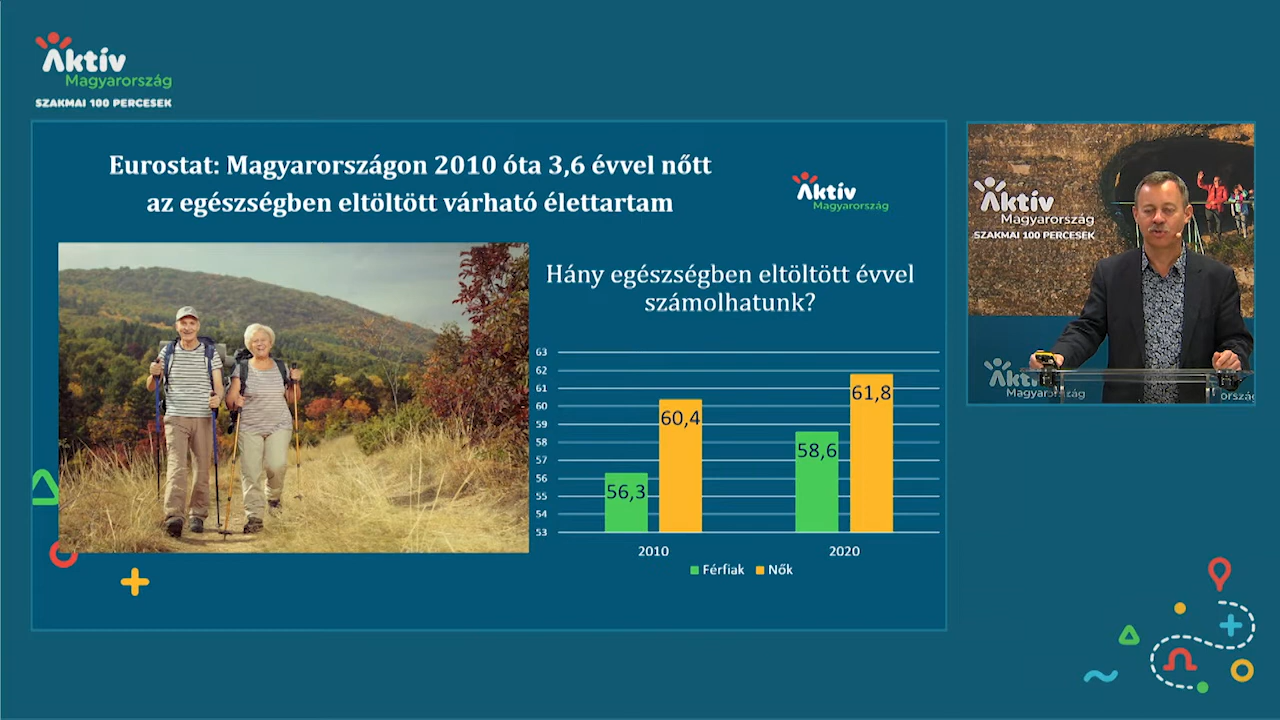 Aktív
Magyarország
SZAKMAI 100 PERCESEK
Eurostat: Magyarországon 2010 óta 3,6 évvel nőtt
az egészségben eltöltött várható élettartam
Aktív
Magyarország
Hány egészségben eltöltött évvel
számolhatunk?
63
62
61
60
59
58
57
56
55
54
53
56,3
60,4
58,6
61,8
2010
2020
Férfiak
Nők
Aktív
Magyarország
SZAKMAI 100 PERCESEK
Aktí
Magyarország
ország